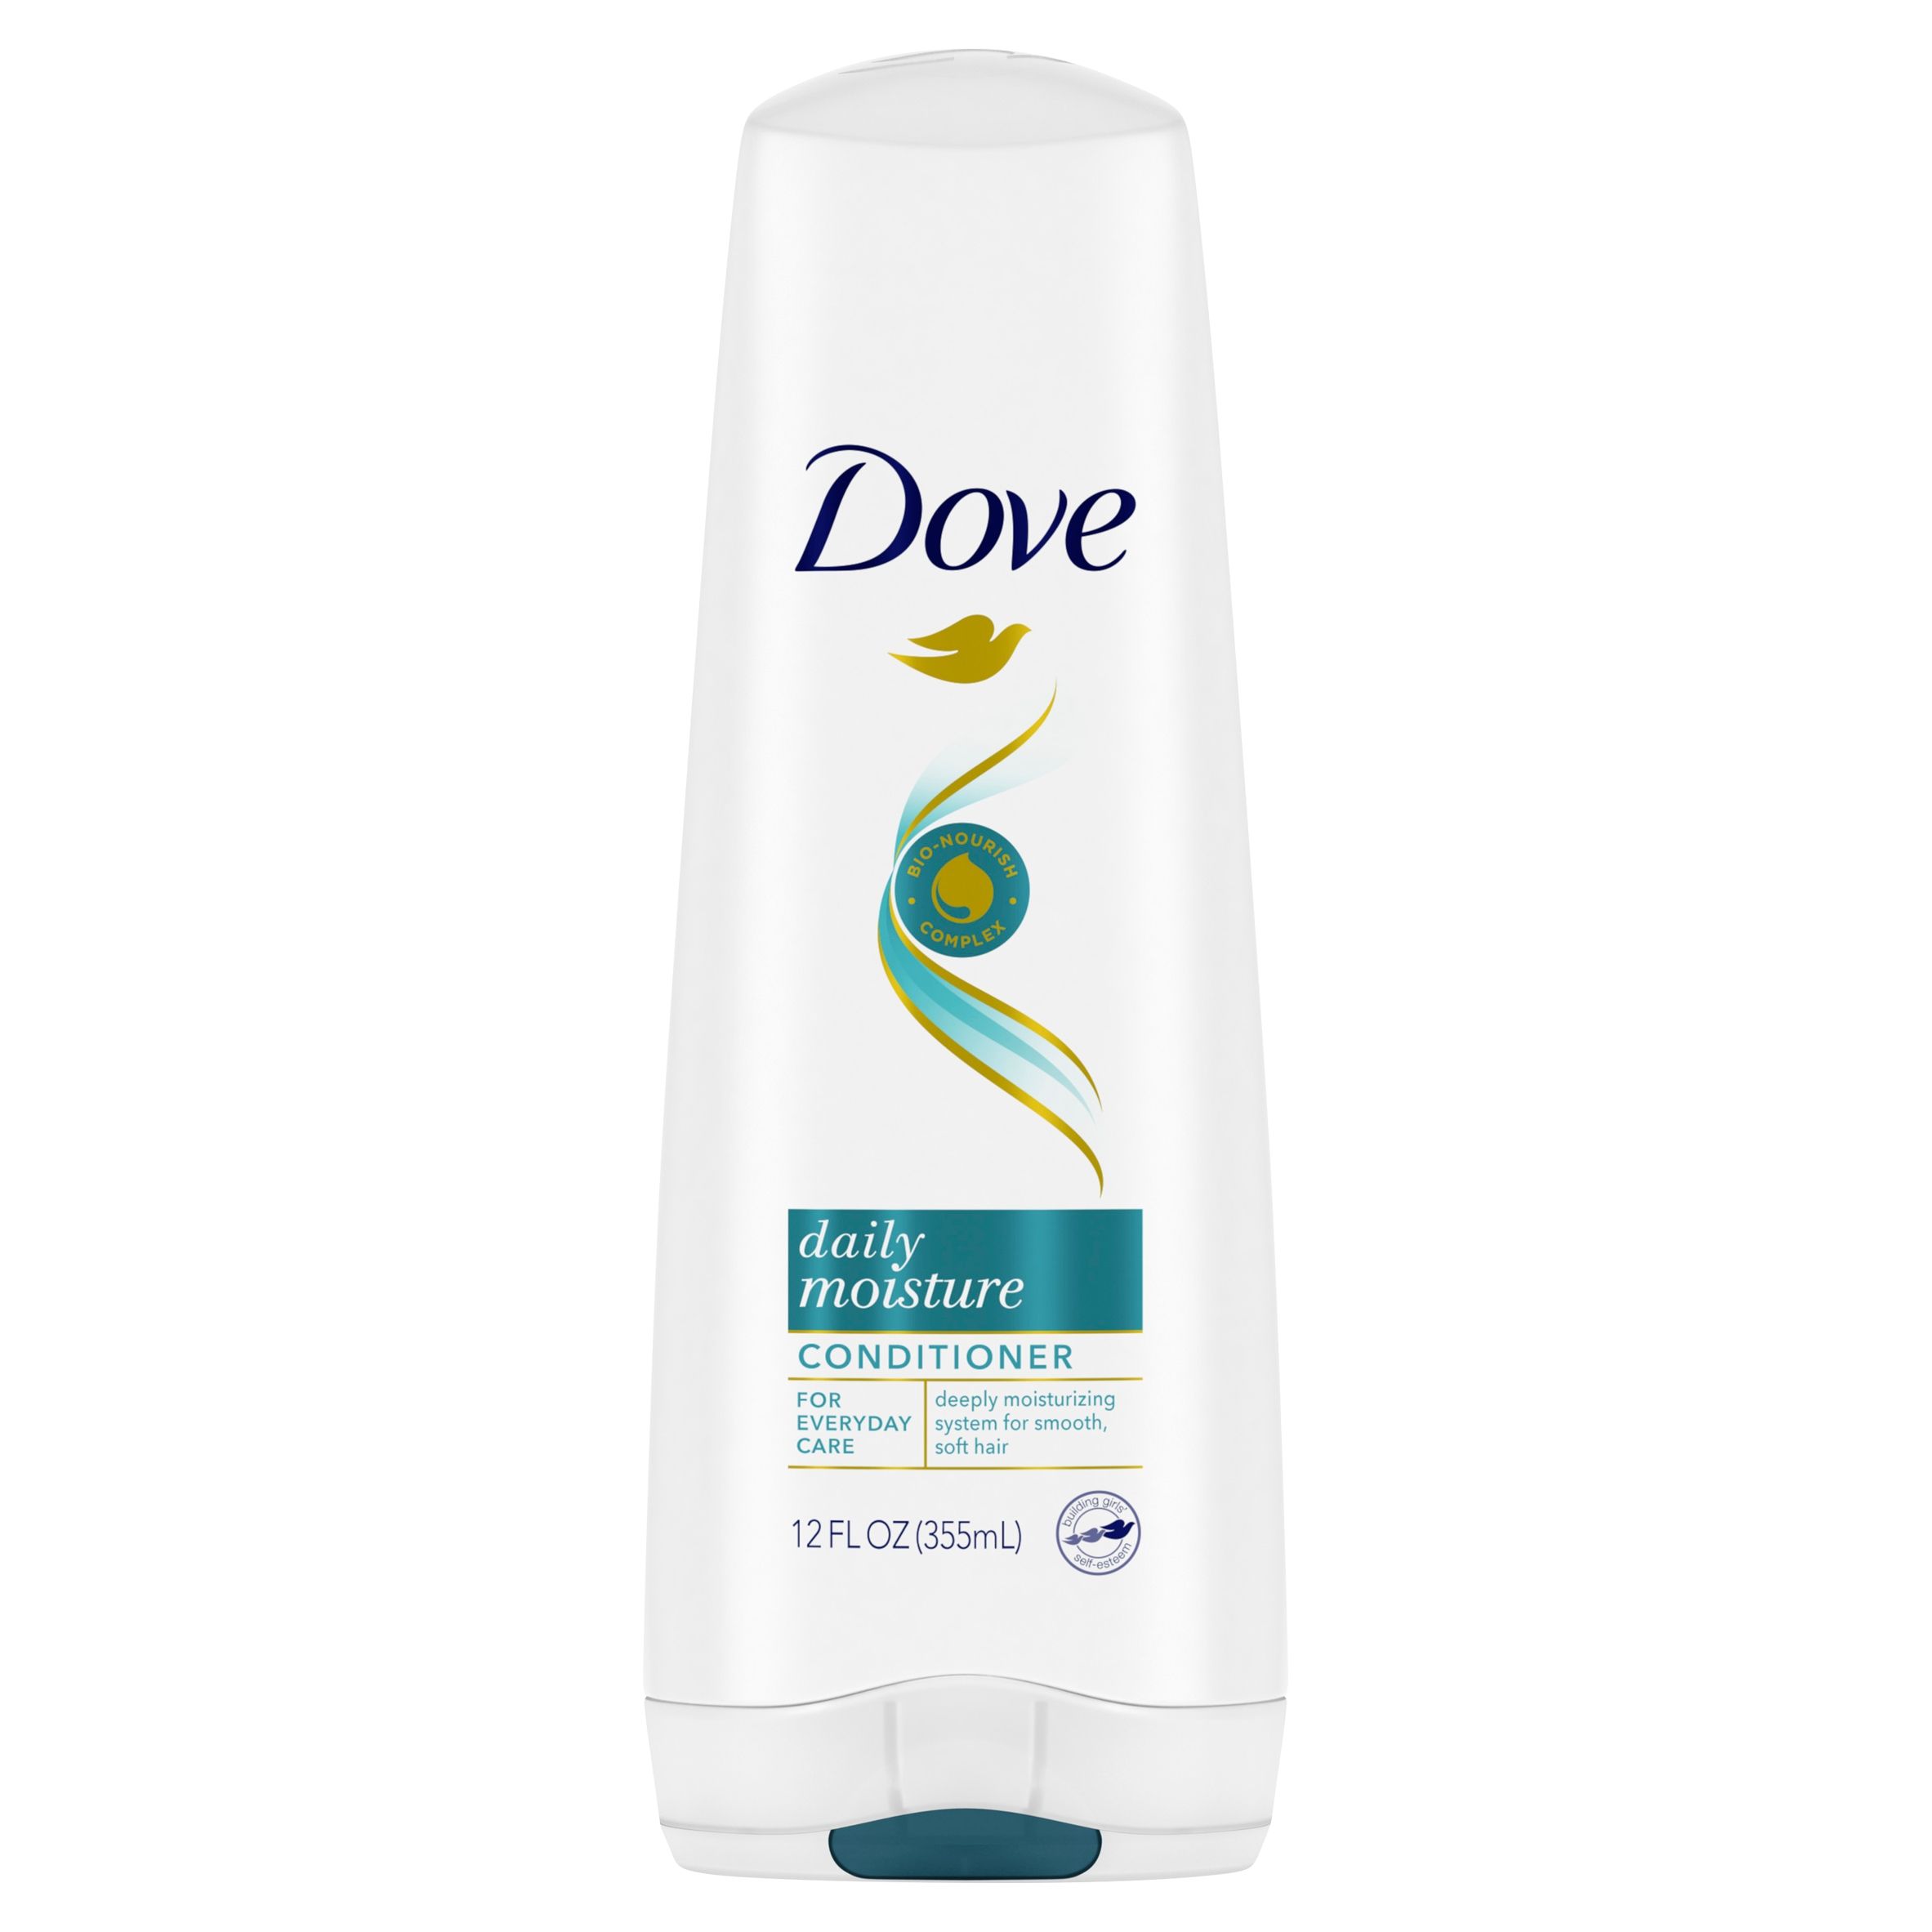 Dove
BIO-NOURISH
COMPLEX
daily
moisture
CONDITIONER
FOR
EVERYDAY
CARE
deeply moisturizing
system for smooth,
soft hair
12 FL OZ (355mL)
building girls'
self-esteem